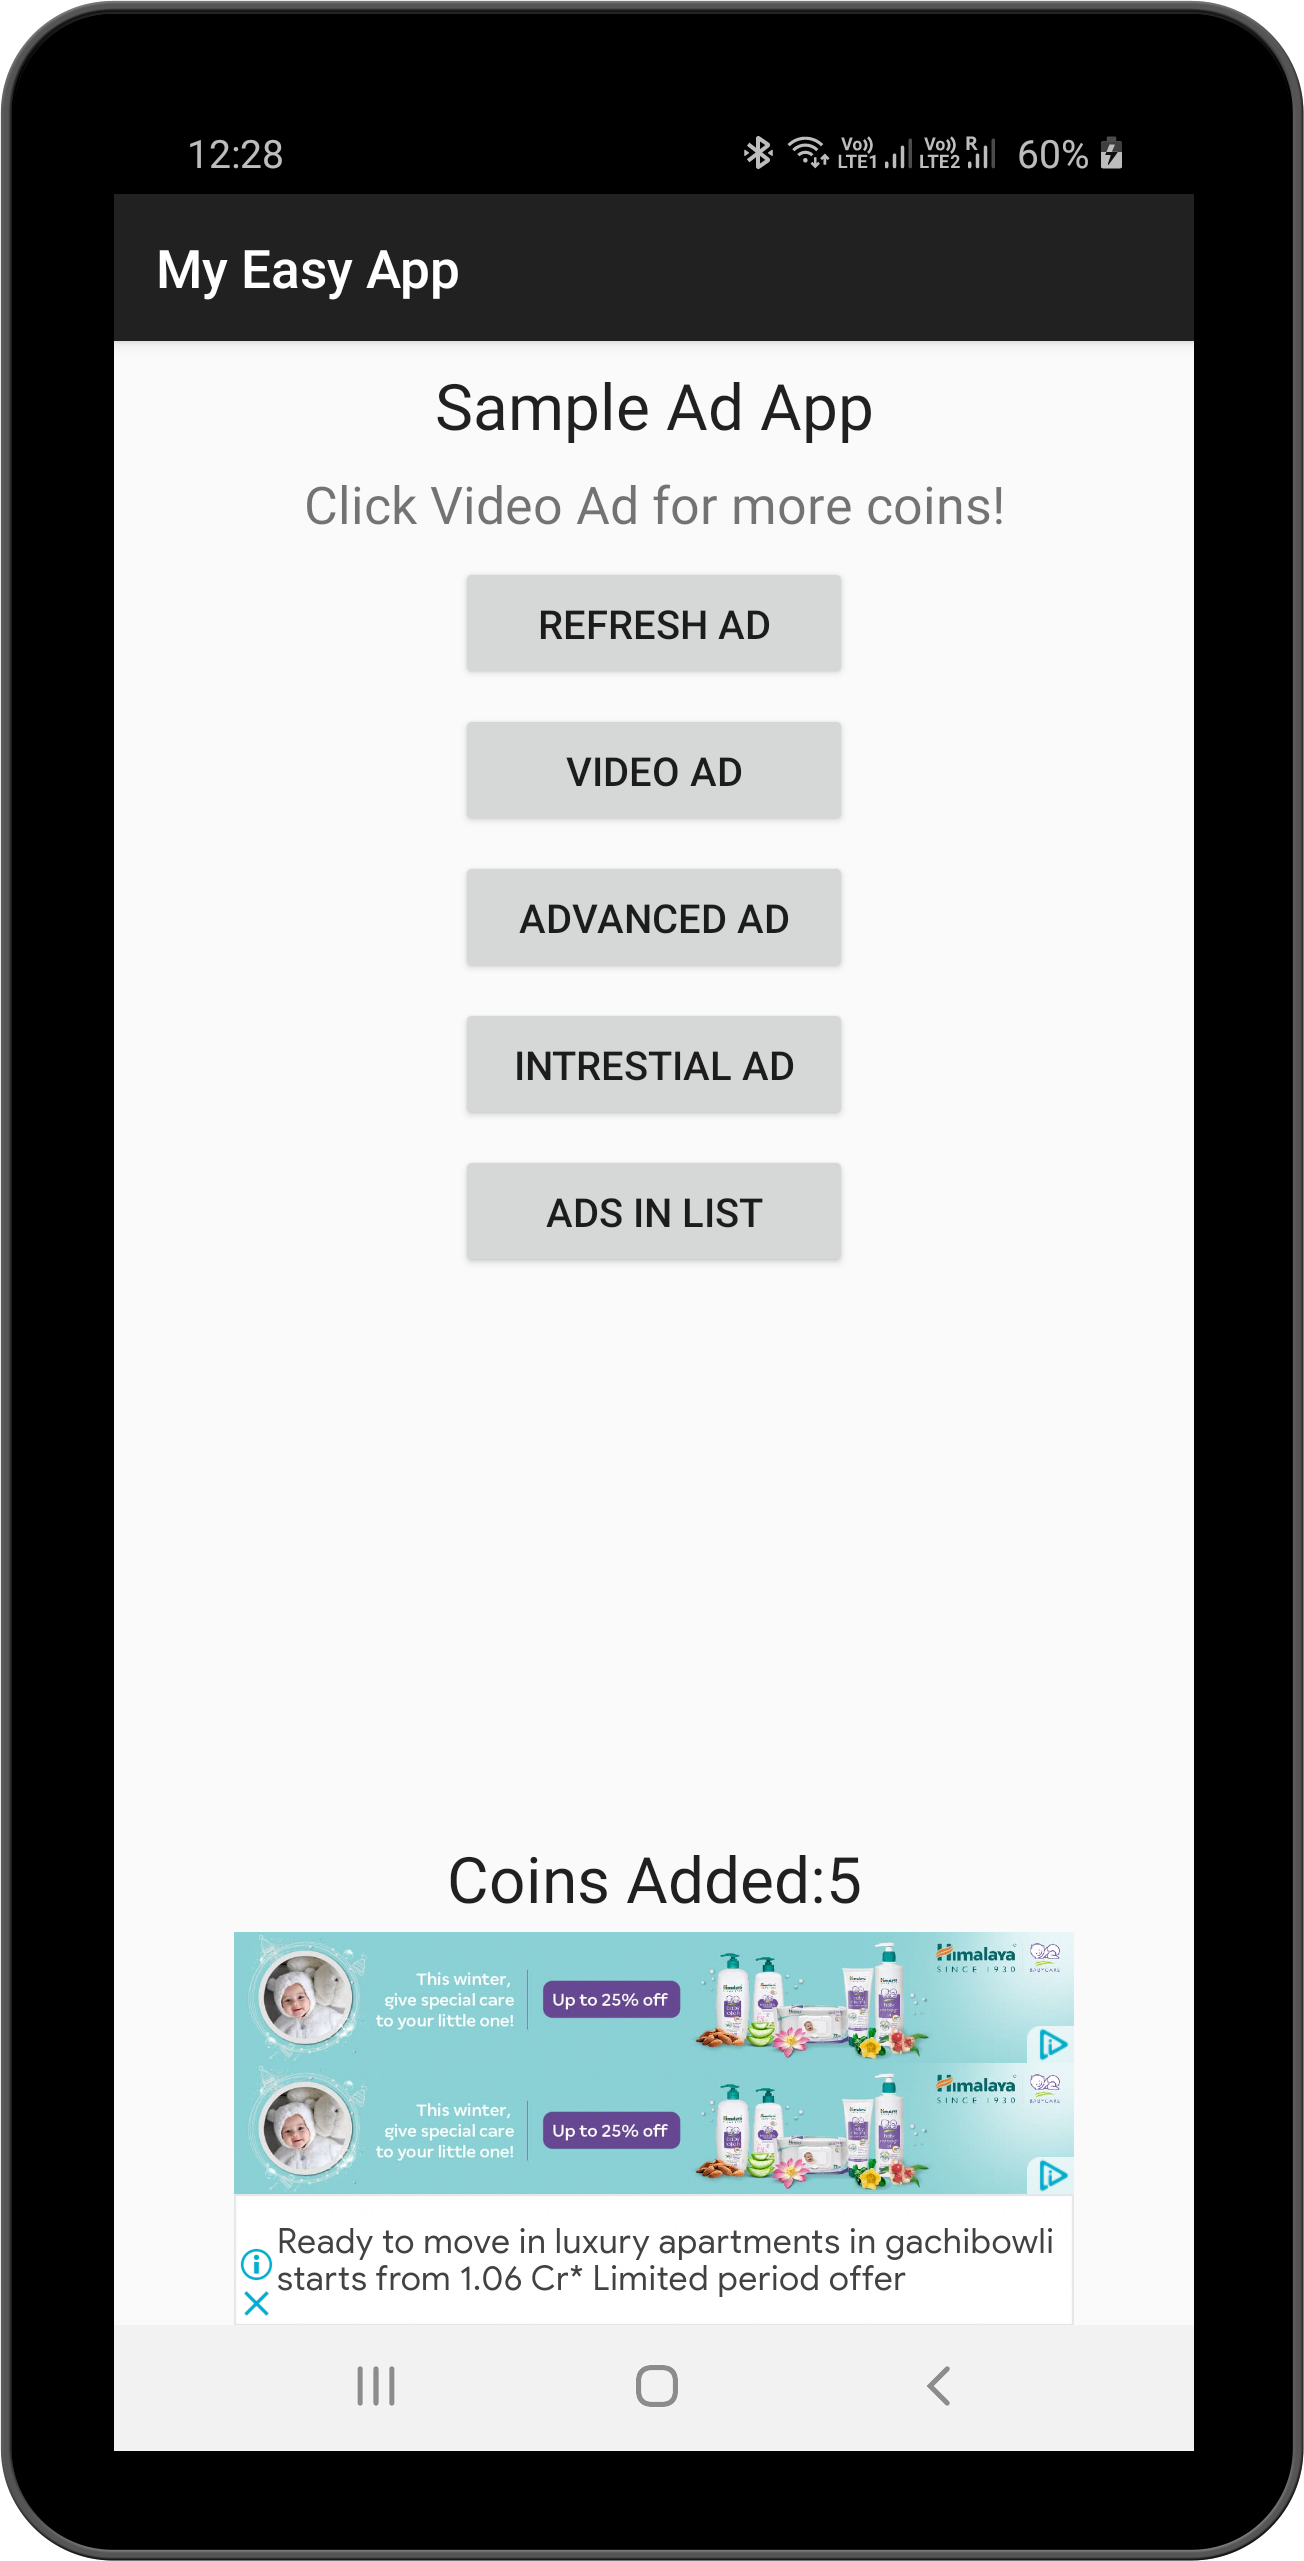 12:28
Vo)) LTE1 Vo)) LTE2 R 60%
My Easy App
Sample Ad App
Click Video Ad for more coins!
REFRESH AD
VIDEO AD
ADVANCED AD
INTRESTIAL AD
ADS IN LIST
Coins Added:5
This winter,
give special care
to your little one!
Up to 25% off
Himalaya
SINCE 1930
BABYCARE
This winter,
give special care
to your little one!
Up to 25% off
Himalaya
SINCE 1930
BABYCARE
Ready to move in luxury apartments in gachibowli
starts from 1.06 Cr* Limited period offer